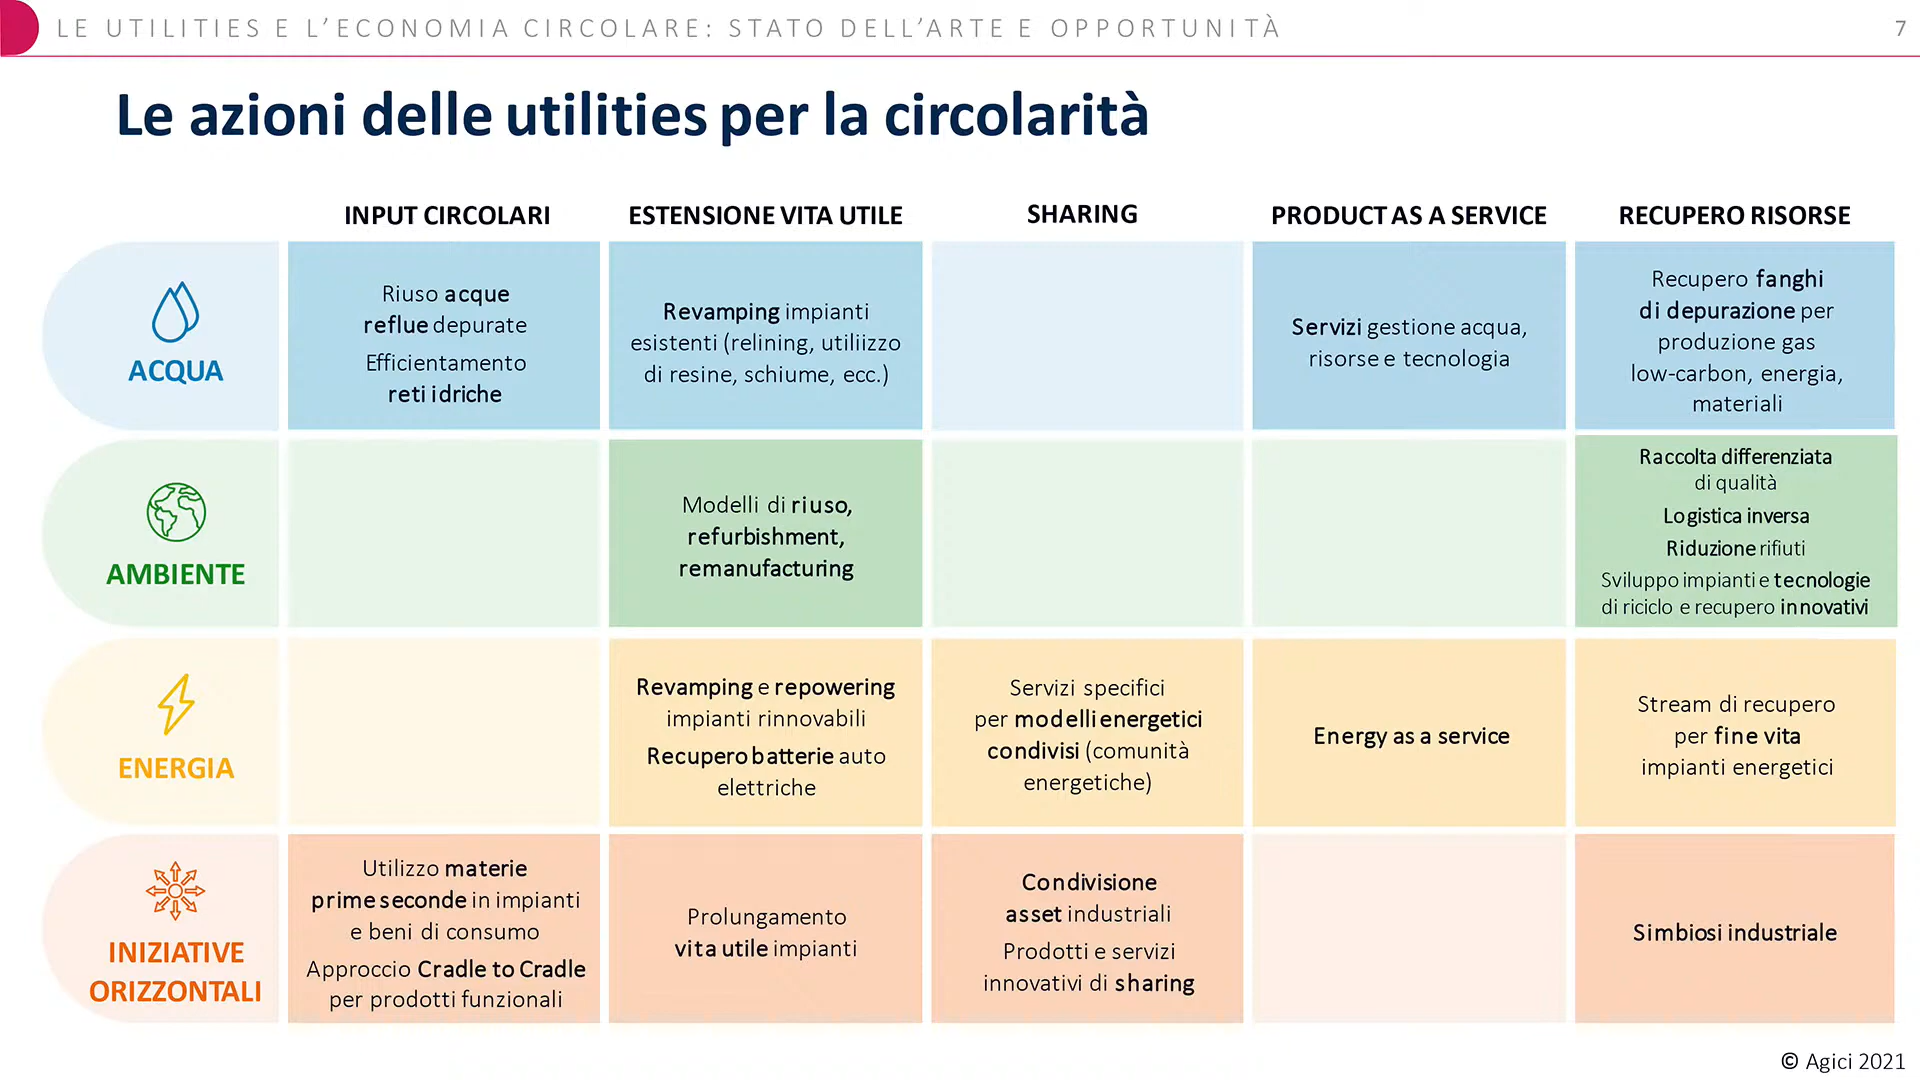 LE UTILITIES E L’ECONOMIA CIRCOLARE: STATO DELL’ARTE E OPPORTUNITÀ
7
Le azioni delle utilities per la circolarità
INPUT CIRCOLARI
ESTENSIONE VITA UTILE
SHARING
PRODUCT AS A SERVICE
RECUPERO RISORSE
ACQUA
Riuso acque
reflue depurate
Efficientamento
reti idriche
Revamping impianti
esistenti (relining, utiliizzo
di resine, schiume, ecc.)
Servizi gestione acqua,
risorse e tecnologia
Recupero fanghi
di depurazione per
produzione gas
low-carbon, energia,
materiali
AMBIENTE
Modelli di riuso,
refurbishment,
remanufacturing
Raccolta differenziata
di qualità
Logistica inversa
Riduzione rifiuti
Sviluppo impianti e tecnologie
di riciclo e recupero innovativi
ENERGIA
Revamping e repowering
impianti rinnovabili
Recupero batterie auto
elettriche
Servizi specifici
per modelli energetici
condivisi (comunità
energetiche)
Energy as a service
Stream di recupero
per fine vita
impianti energetici
INIZIATIVE
ORIZZONTALI
Utilizzo materie
prime seconde in impianti
e beni di consumo
Approccio Cradle to Cradle
per prodotti funzionali
Prolungamento
vita utile impianti
Condivisione
asset industriali
Prodotti e servizi
innovativi di sharing
Simbiosi industriale
© Agici 2021